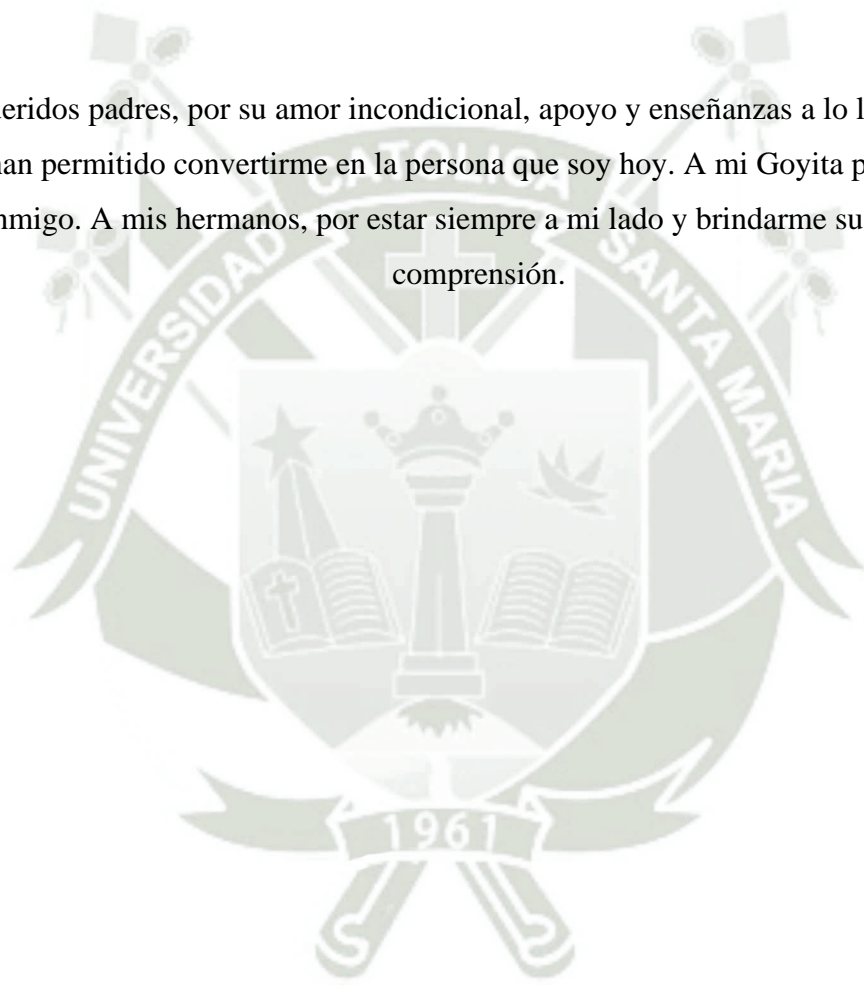 eridos padres, por su amor incondicional, apoyo y enseñanzas a lo l
an permitido convertirme en la persona que soy hoy. A mi Goyita p
nmigo. A mis hermanos, por estar siempre a mi lado y brindarme su
comprensión.
UNIVERSIDAD CATOLICA SANTA MARIA
1961